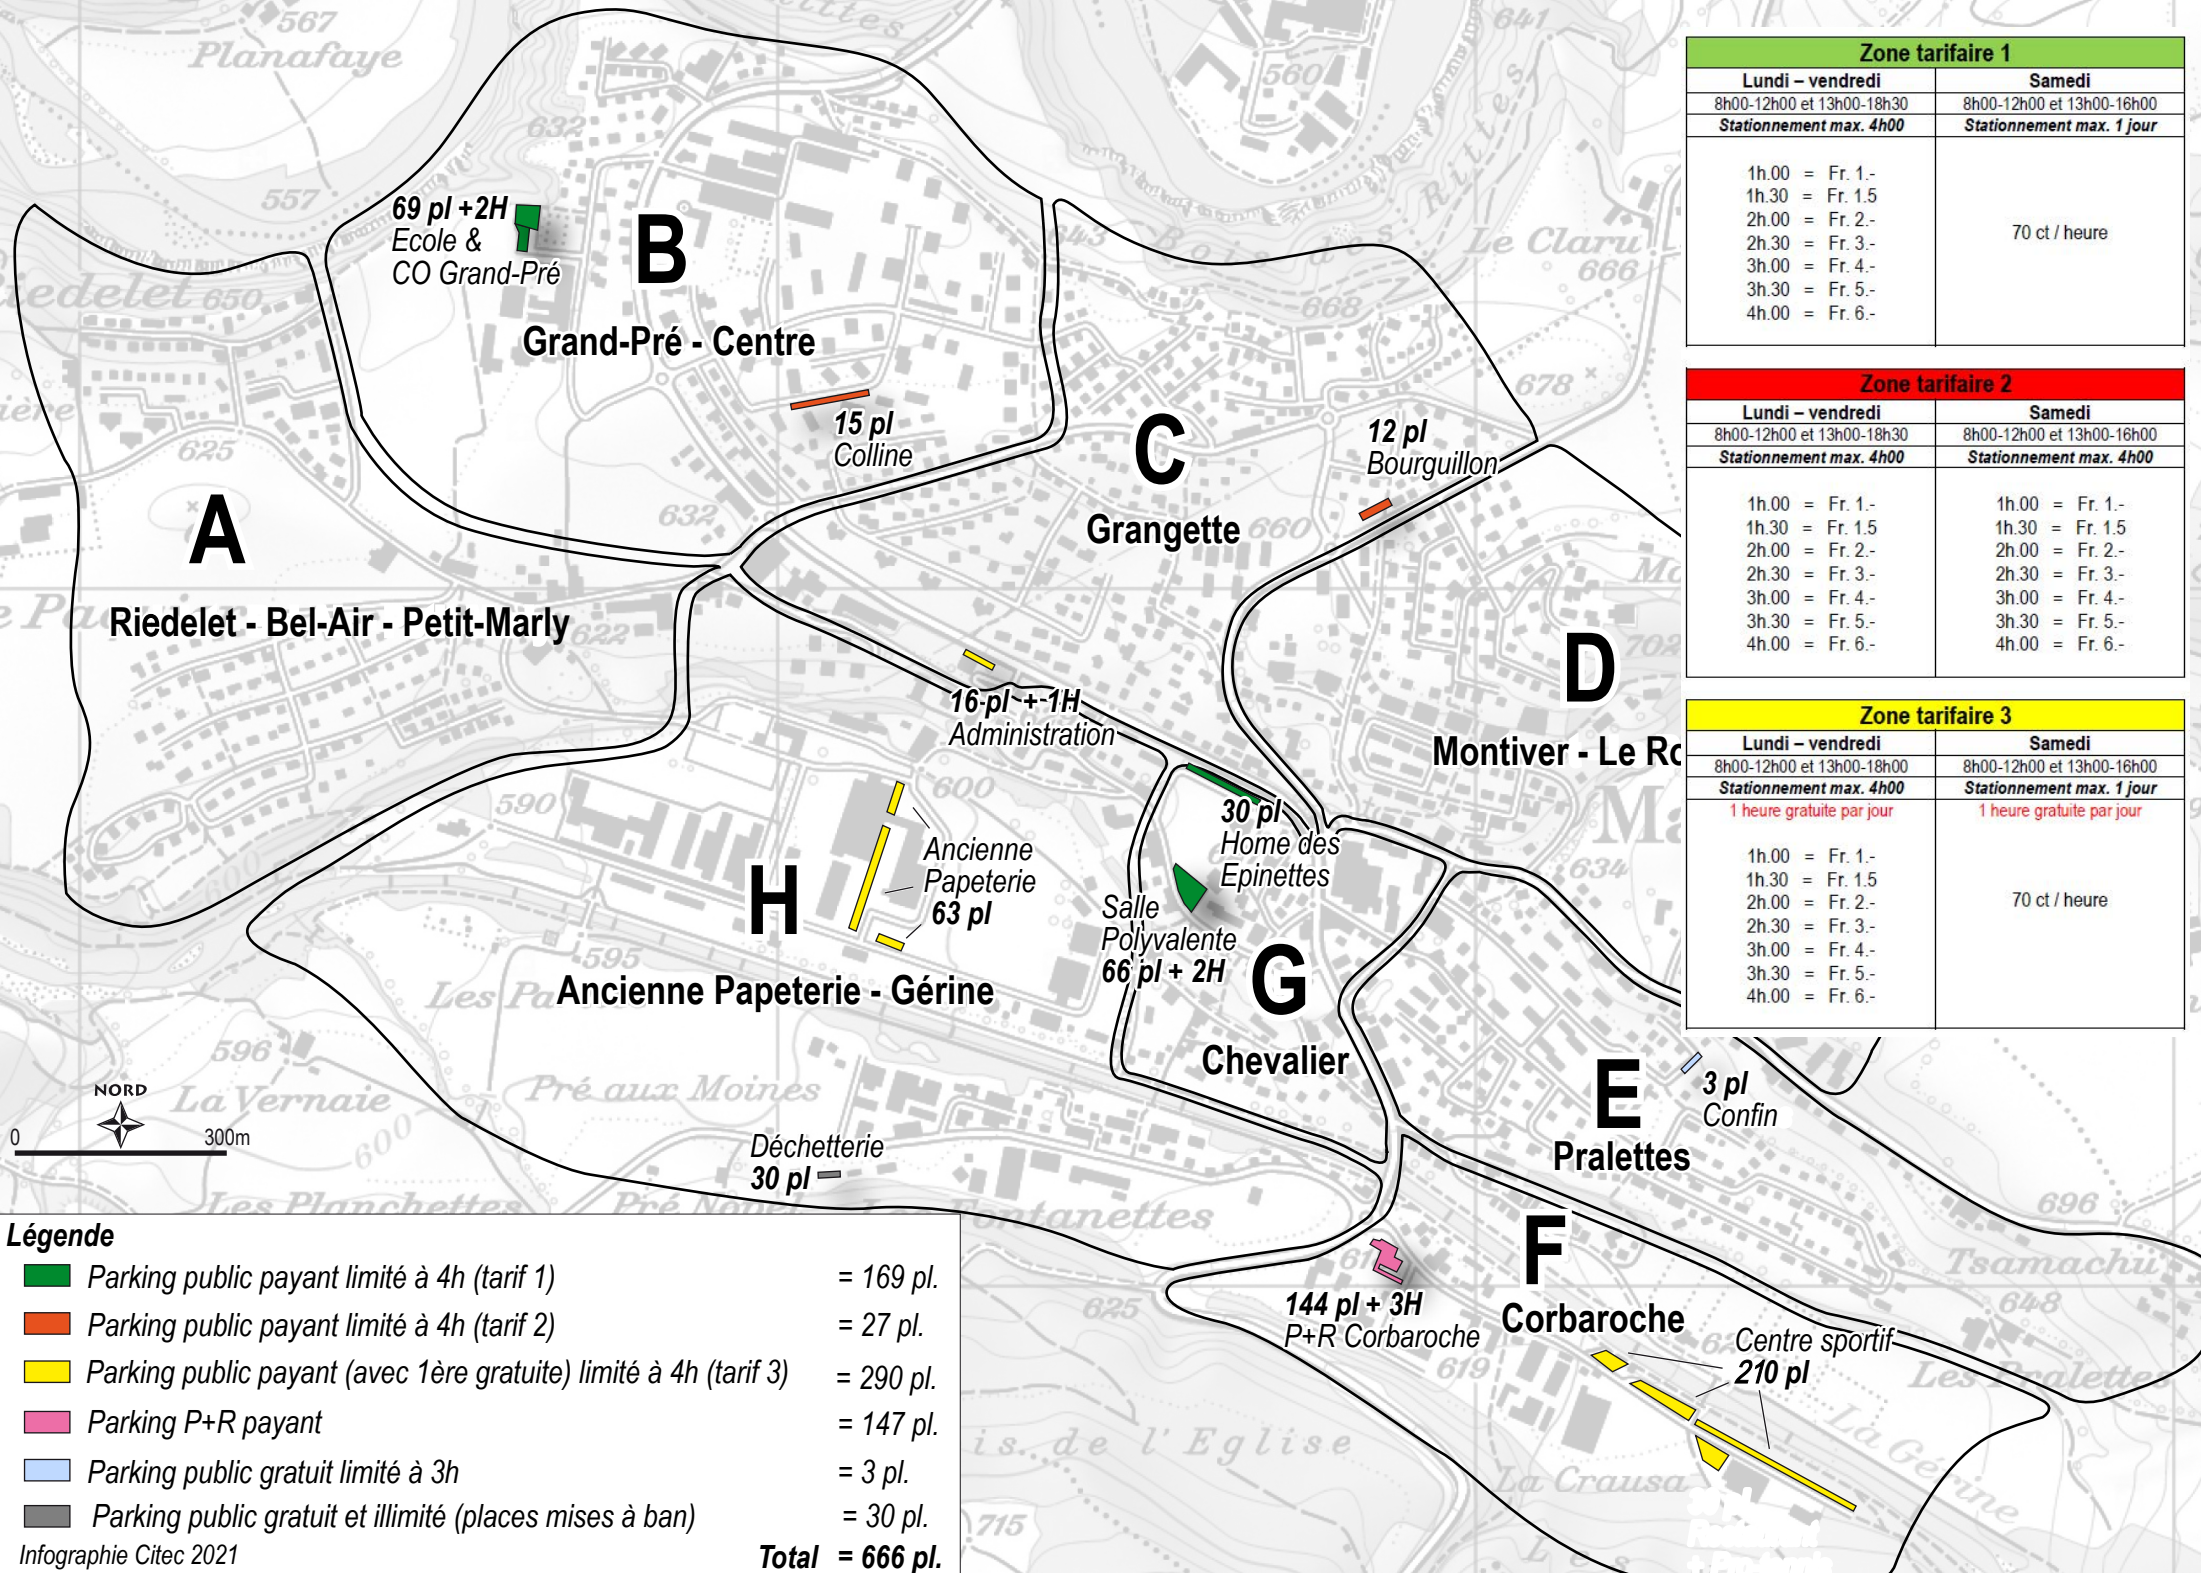 567
Planafaye
641
560
632
557
69 pl +2H
Ecole &
CO Grand-Pré
B
Grand-Pré - Centre
643
Le Claru
666
668
Rittes
650
625
678
15 pl
Colline
C
Grangette
12 pl
Bourguillon
660
632
A
Riedelet - Bel-Air - Petit-Marly
622
702
D
Montiver - Le Ro
16 pl + 1H
Administration
600
590
30 pl
Home des
Epinettes
634
Ancienne
Papeterie
63 pl
H
Ancienne Papeterie - Gérine
595
Salle
Polyvalente
66 pl + 2H
G
Chevalier
596
La Vernaie
600
Pré aux Moines
NORD
0
300m
E
Pralettes
3 pl
Confin
Déchetterie
30 pl
Les Planchettes
696
Tsamachu
648
625
144 pl + 3H
P+R Corbaroche
F
Corbaroche
619
Centre sportif
210 pl
Les Pralettes
La Gérine
is de l'Eglise
La Crausa
715
Les
Zone tarifaire 1
Lundi – vendredi Samedi
8h00-12h00 et 13h00-18h30 8h00-12h00 et 13h00-16h00
Stationnement max. 4h00 Stationnement max. 1 jour
1h.00 = Fr. 1.-
1h.30 = Fr. 1.5
2h.00 = Fr. 2.-
2h.30 = Fr. 3.- 70 ct / heure
3h.00 = Fr. 4.-
3h.30 = Fr. 5.-
4h.00 = Fr. 6.-
Zone tarifaire 2
Lundi – vendredi Samedi
8h00-12h00 et 13h00-18h30 8h00-12h00 et 13h00-16h00
Stationnement max. 4h00 Stationnement max. 4h00
1h.00 = Fr. 1.- 1h.00 = Fr. 1.-
1h.30 = Fr. 1.5 1h.30 = Fr. 1.5
2h.00 = Fr. 2.- 2h.00 = Fr. 2.-
2h.30 = Fr. 3.- 2h.30 = Fr. 3.-
3h.00 = Fr. 4.- 3h.00 = Fr. 4.-
3h.30 = Fr. 5.- 3h.30 = Fr. 5.-
4h.00 = Fr. 6.- 4h.00 = Fr. 6.-
Zone tarifaire 3
Lundi – vendredi Samedi
8h00-12h00 et 13h00-18h00 8h00-12h00 et 13h00-16h00
Stationnement max. 4h00 Stationnement max. 1 jour
1 heure gratuite par jour 1 heure gratuite par jour
1h.00 = Fr. 1.-
1h.30 = Fr. 1.5
2h.00 = Fr. 2.- 70 ct / heure
2h.30 = Fr. 3.-
3h.00 = Fr. 4.-
3h.30 = Fr. 5.-
4h.00 = Fr. 6.-
Légende
Parking public payant limité à 4h (tarif 1) = 169 pl.
Parking public payant limité à 4h (tarif 2) = 27 pl.
Parking public payant (avec 1ère gratuite) limité à 4h (tarif 3) = 290 pl.
Parking P+R payant = 147 pl.
Parking public gratuit limité à 3h = 3 pl.
Parking public gratuit et illimité (places mises à ban) = 30 pl.
Infographie Citec 2021
Total = 666 pl.